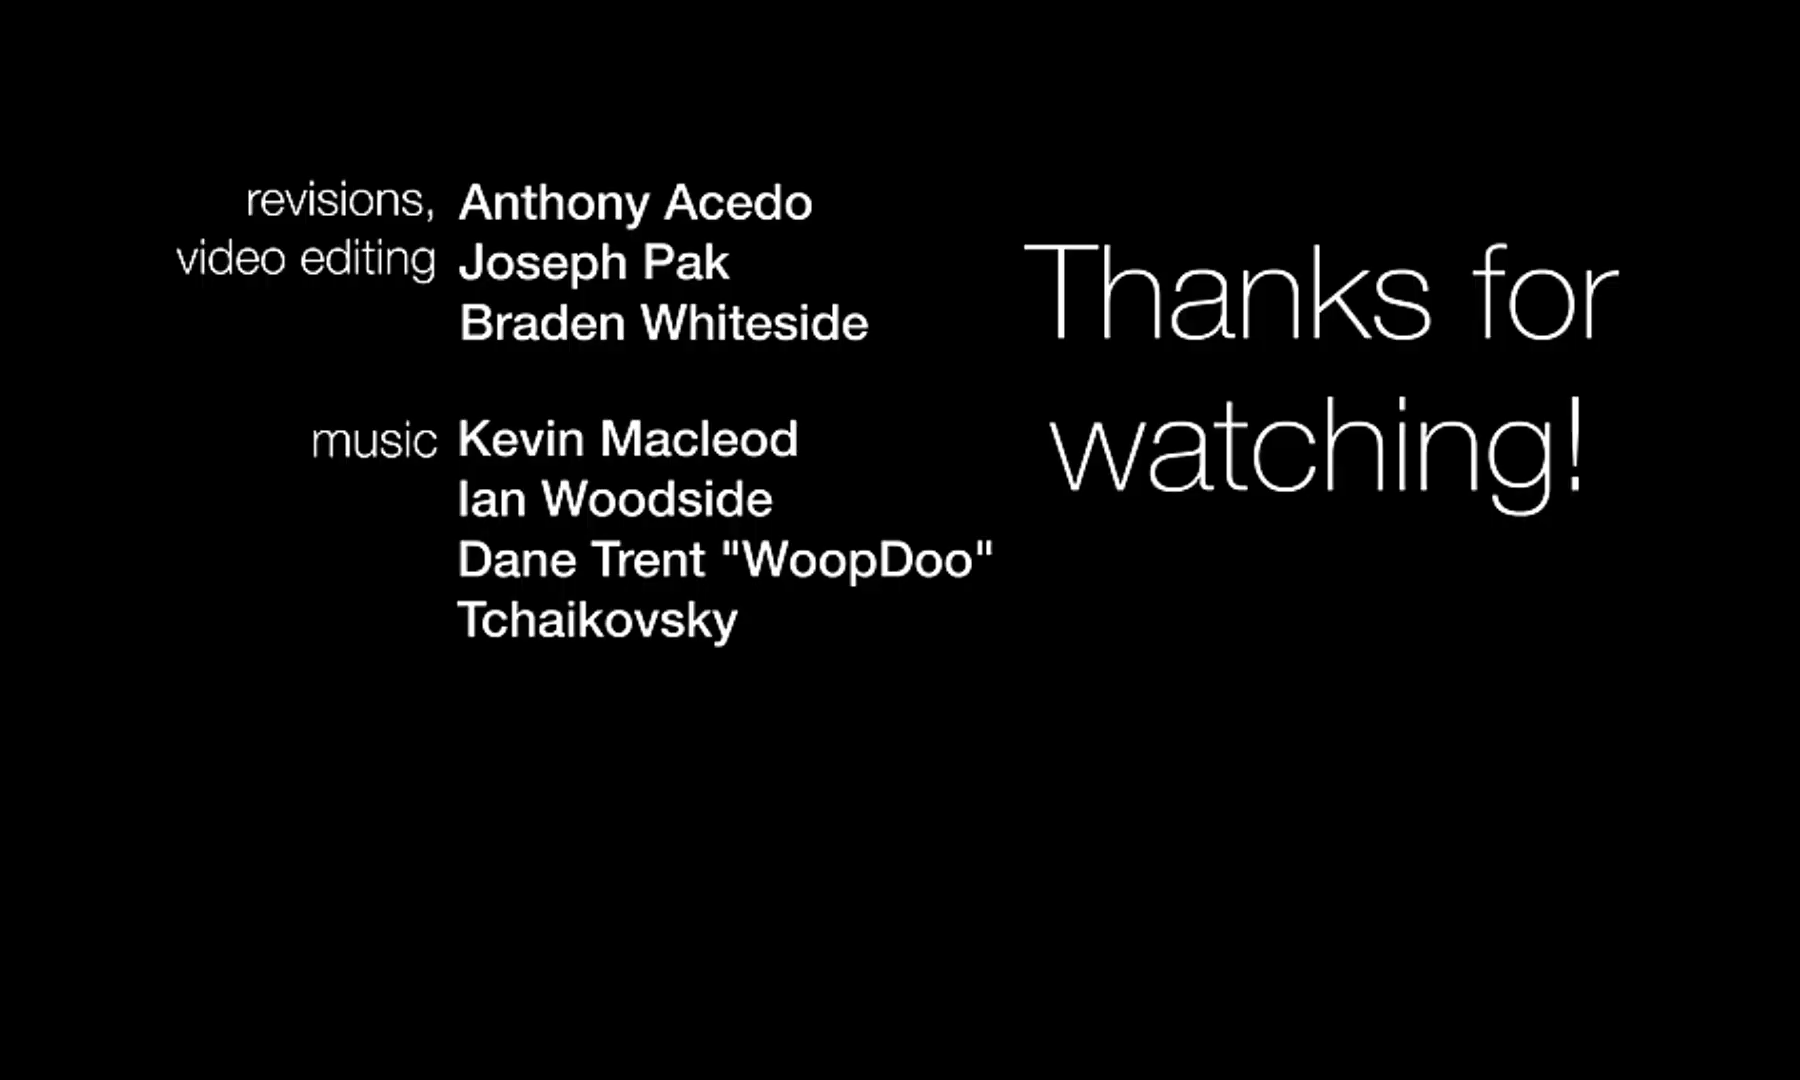 revisions, Anthony Acedo
video editing Joseph Pak
Braden Whiteside
music Kevin Macleod
Ian Woodside
Dane Trent "WoopDoo"
Tchaikovsky
Thanks for
watching!